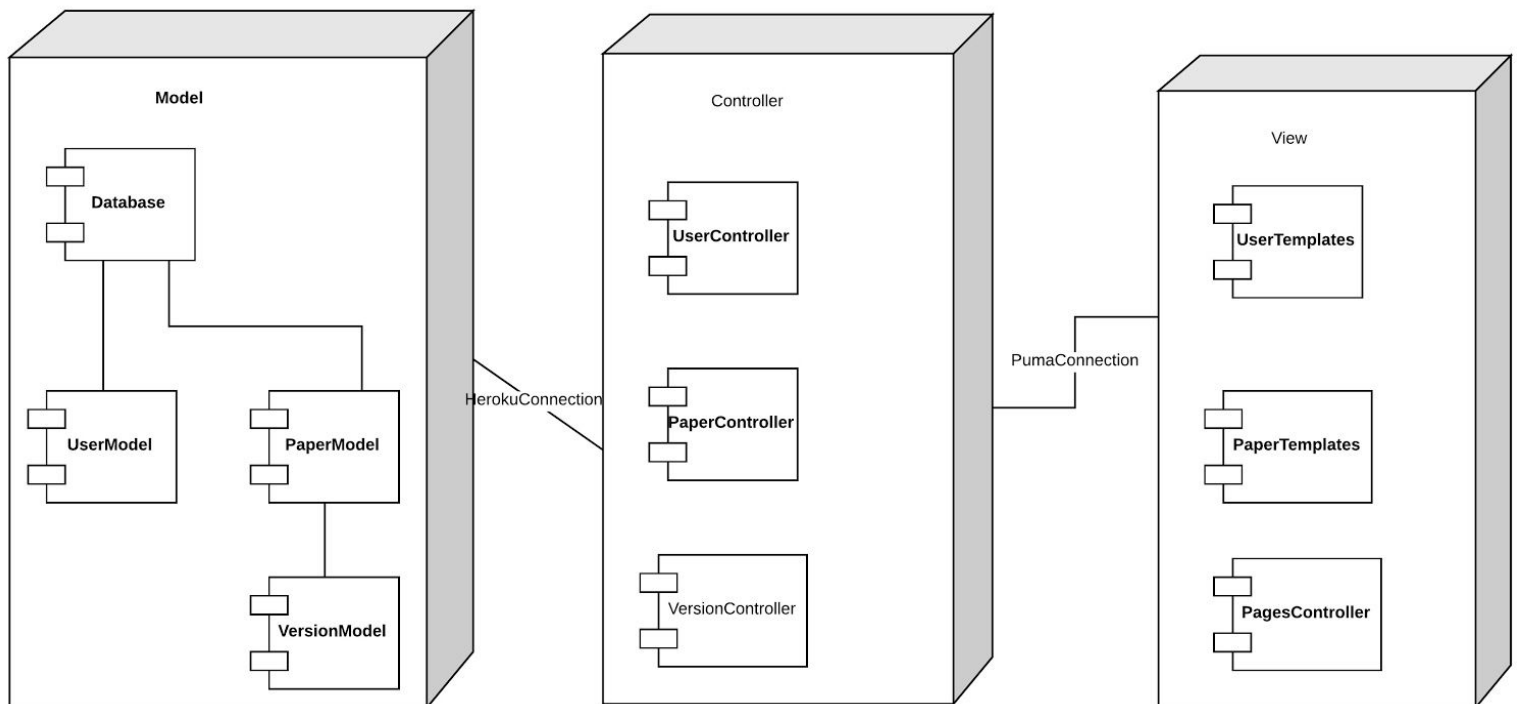 Model
Database
UserModel
PaperModel
VersionModel
HerokuConnection
Controller
UserController
PaperController
VersionController
PumaConnection
View
UserTemplates
PaperTemplates
PagesController